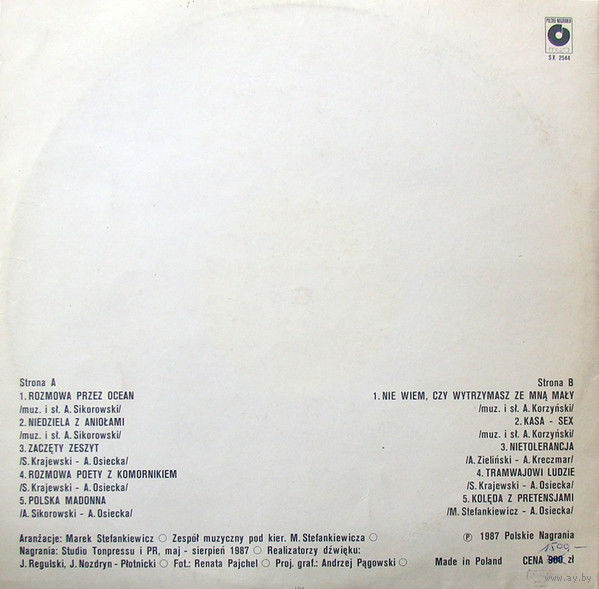 POLSKIE NAGRANIA
muza
SX 2544
Strona A
1. ROZMOWA PRZEZ OCEAN
/muz. i sł. A. Sikorowski/
2. NIEDZIELA Z ANIOŁAMI
/muz. i sł. A. Sikorowski/
3. ZACZĘTY ZESZYT
/S. Krajewski - A. Osiecka/
4. ROZMOWA POETY Z KOMORNIKIEM
/S. Krajewski - A. Osiecka/
5. POLSKA MADONNA
/A. Sikorowski - A. Osiecka/
Strona B
1. NIE WIEM, CZY WYTRZYMASZ ZE MNĄ MAŁY
/muz. i sł. A. Korzyński/
2. KASA - SEX
/muz. i sł. A. Korzyński/
3. NIETOLERANCJA
/A. Zieliński - A. Kreczmar/
4. TRAMWAJOWI LUDZIE
/S. Krajewski - A. Osiecka/
5. KOLĘDA Z PRETENSJAMI
/M. Stefankiewicz - A. Osiecka/
Aranżacje: Marek Stefankiewicz ○ Zespół muzyczny pod kier. M. Stefankiewicza ○
Nagrania: Studio Tonpressu i PR, maj - sierpień 1987 ○ Realizatorzy dźwięku:
J. Regulski, J. Nozdryn - Płotnicki ○ Fot.: Renata Pajchel ○ Proj. graf.: Andrzej Pągowski ○
℗ 1987 Polskie Nagrania
1500,-
Made in Poland CENA 900 zł
www.ay.by